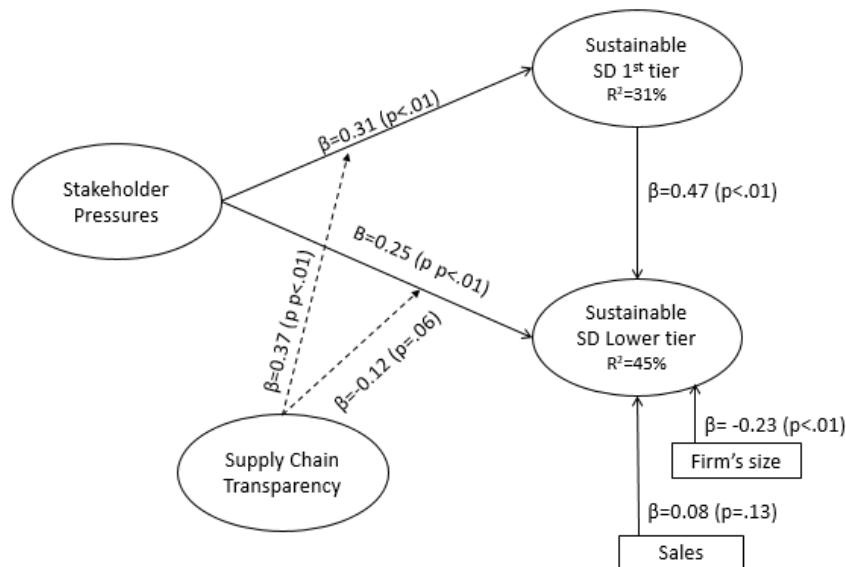 Sustainable
SD 1st tier
R²=31%
β=0.31 (p<.01)
Stakeholder
Pressures
β=0.47 (p<.01)
B=0.25 (p p<.01)
β=0.37 (p p<.01)
β=-0.12 (p=.06)
Sustainable
SD Lower tier
R²=45%
Supply Chain
Transparency
β= -0.23 (p<.01)
Firm's size
β=0.08 (p=.13)
Sales